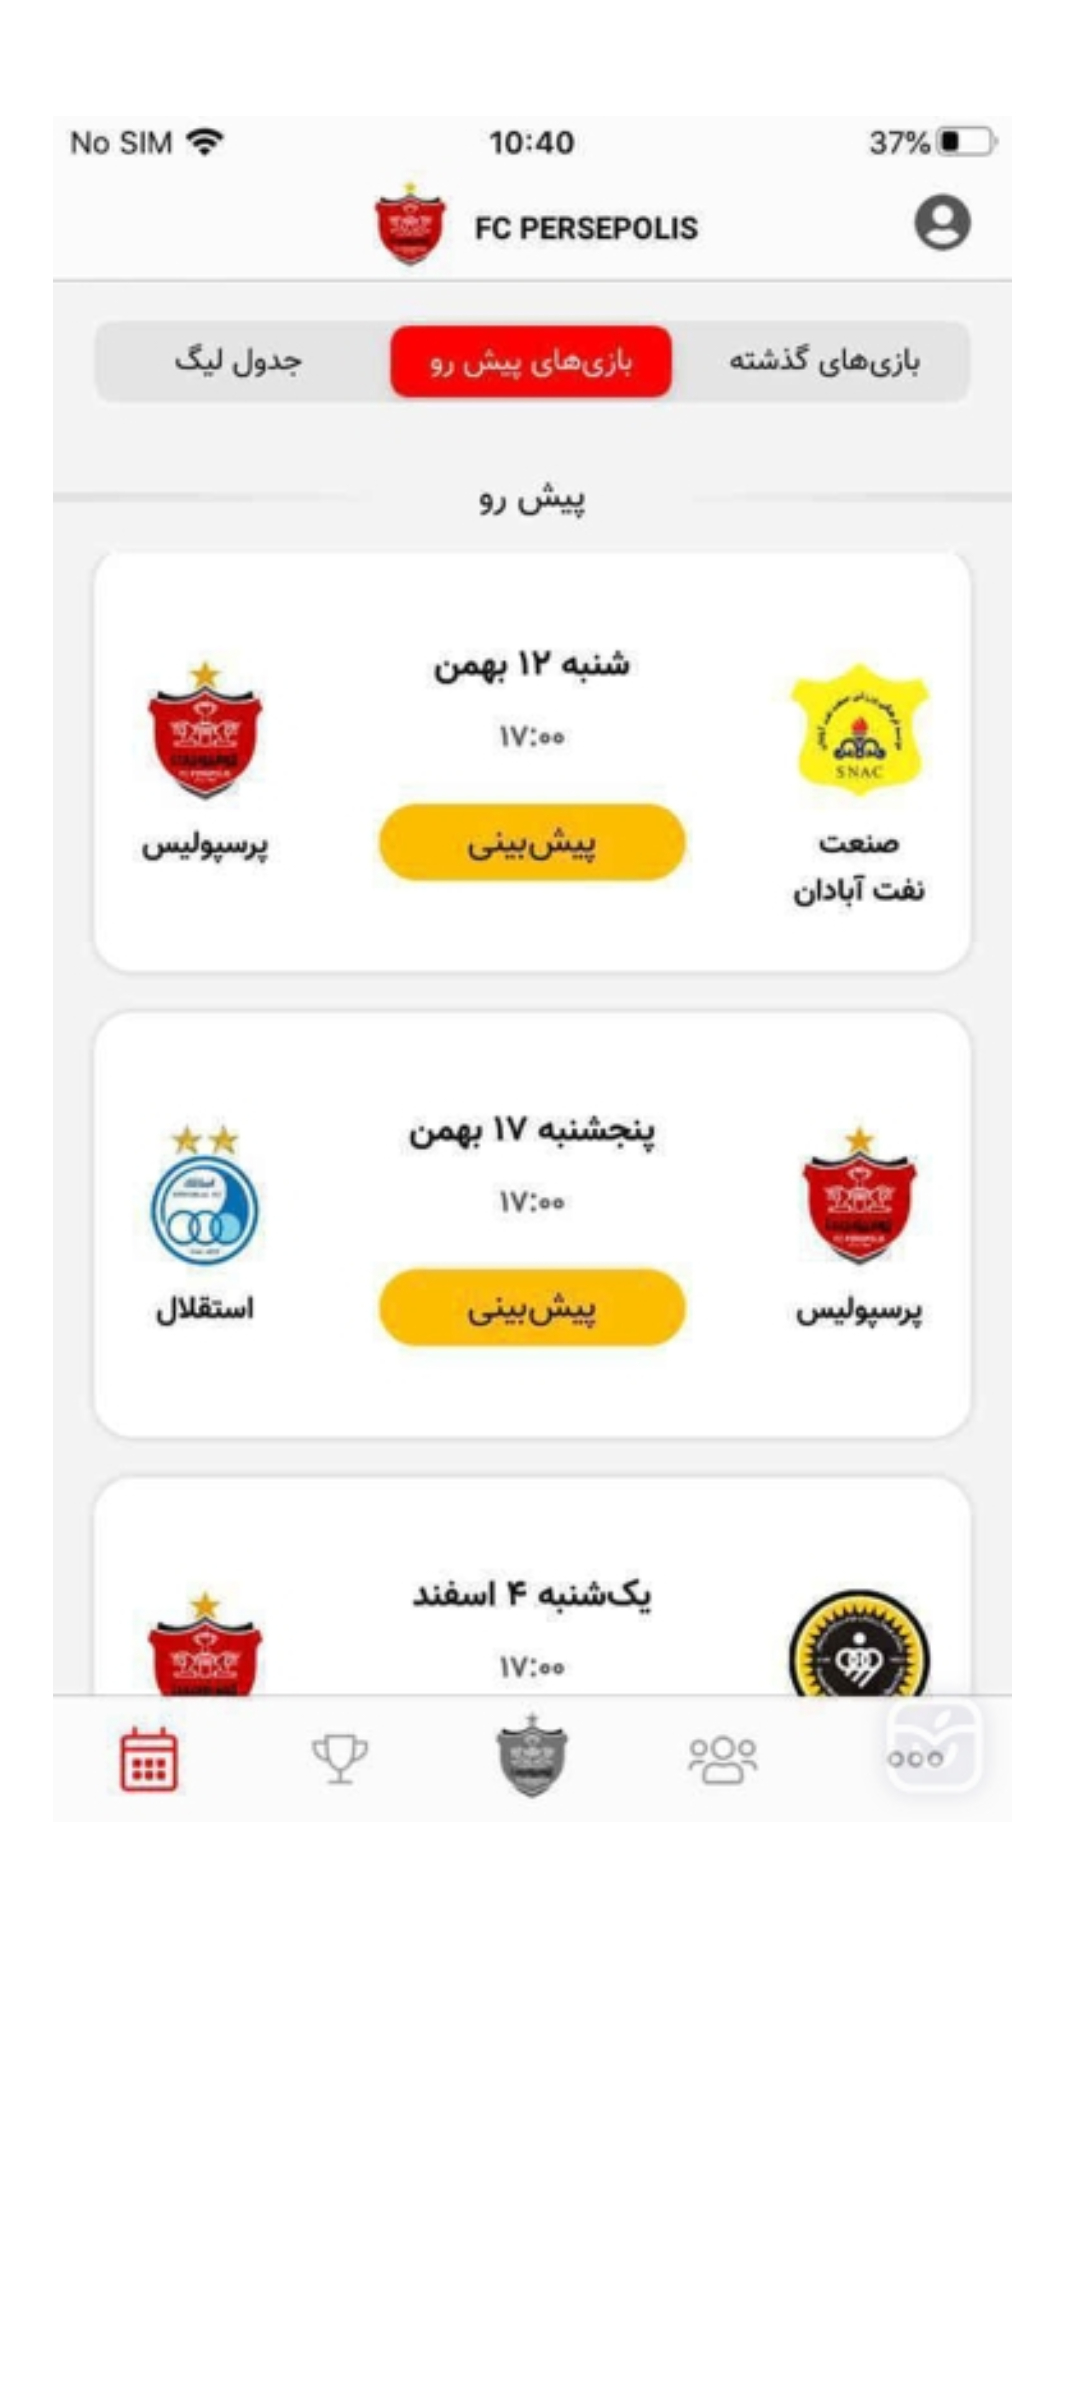 No SIM 10:40 37%
FC PERSEPOLIS
بازی‌های گذشته بازی‌های پیش رو جدول لیگ
پیش رو
شنبه ۱۲ بهمن
۱۷:۰۰
SNAC
پیش‌بینی
صنعت
نفت آبادان
پرسپولیس
پنجشنبه ۱۷ بهمن
۱۷:۰۰
پیش‌بینی
پرسپولیس
استقلال
یک‌شنبه ۴ اسفند
۱۷:۰۰